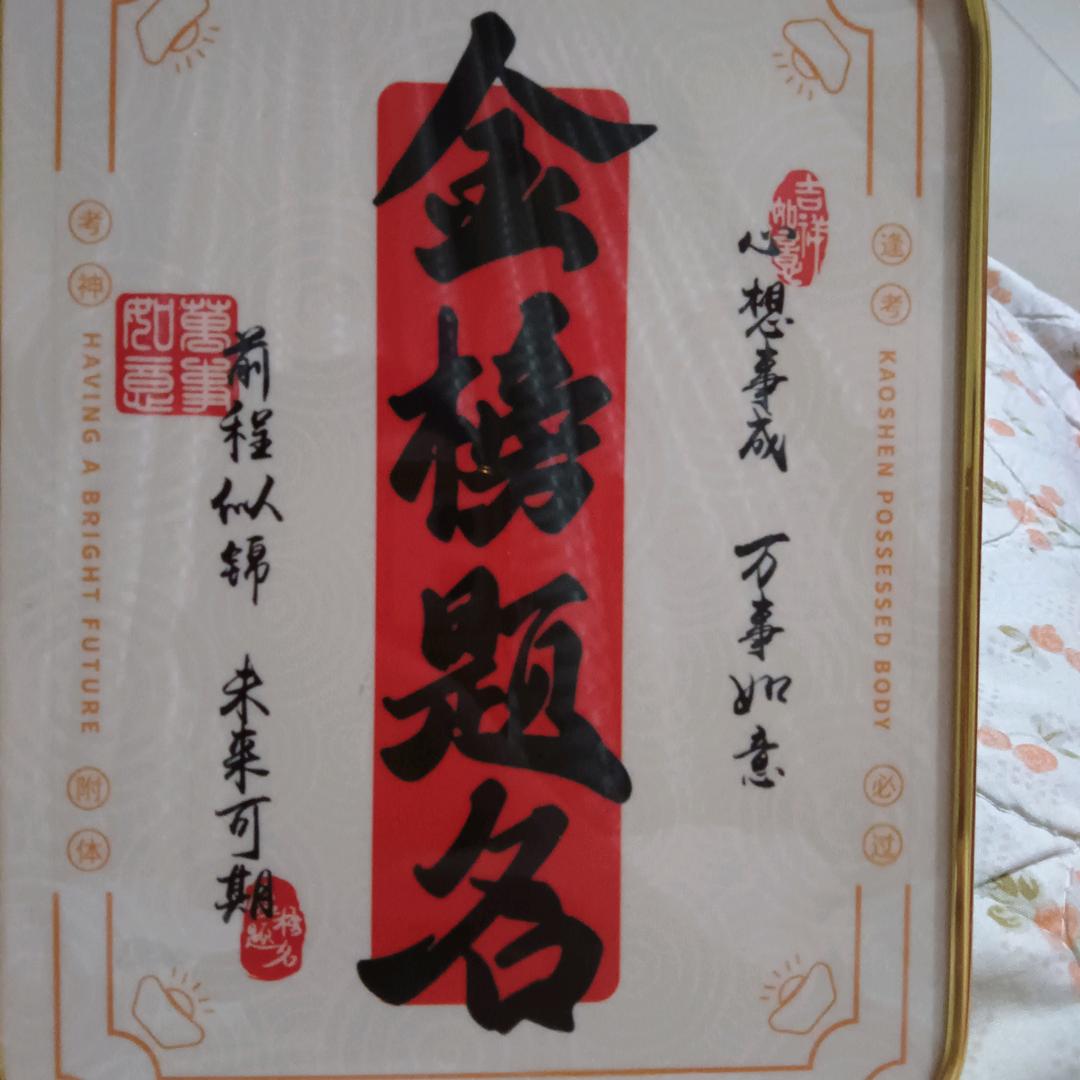 金榜题名
心想事成 万事如意
前程似锦 未来可期
逢考 KAOSHEN POSSESSED BODY 必过
考神 HAVING A BRIGHT FUTURE 附体
吉祥如意
萬事如意